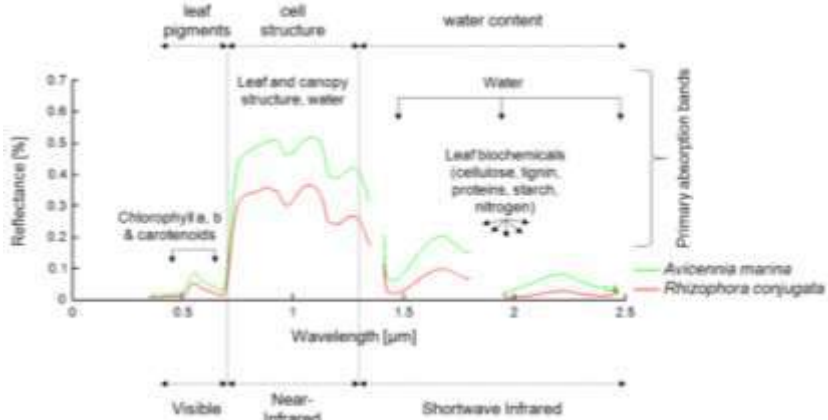 leaf
pigments
cell
structure
water content
0.7
0.6
0.5
0.4
0.3
0.2
0.1
0
Reflectance [%]
Leaf and canopy
structure, water
Water
Leaf biochemicals
(cellulose, lignin,
proteins, starch,
nitrogen)
Chlorophyll a, b
& carotenoids
Primary absorption bands
Avicennia marina
Rhizophora conjugata
0
0.5
1
1.5
2
2.5
Wavelength [µm]
Visible
Near-
Infrared
Shortwave Infrared